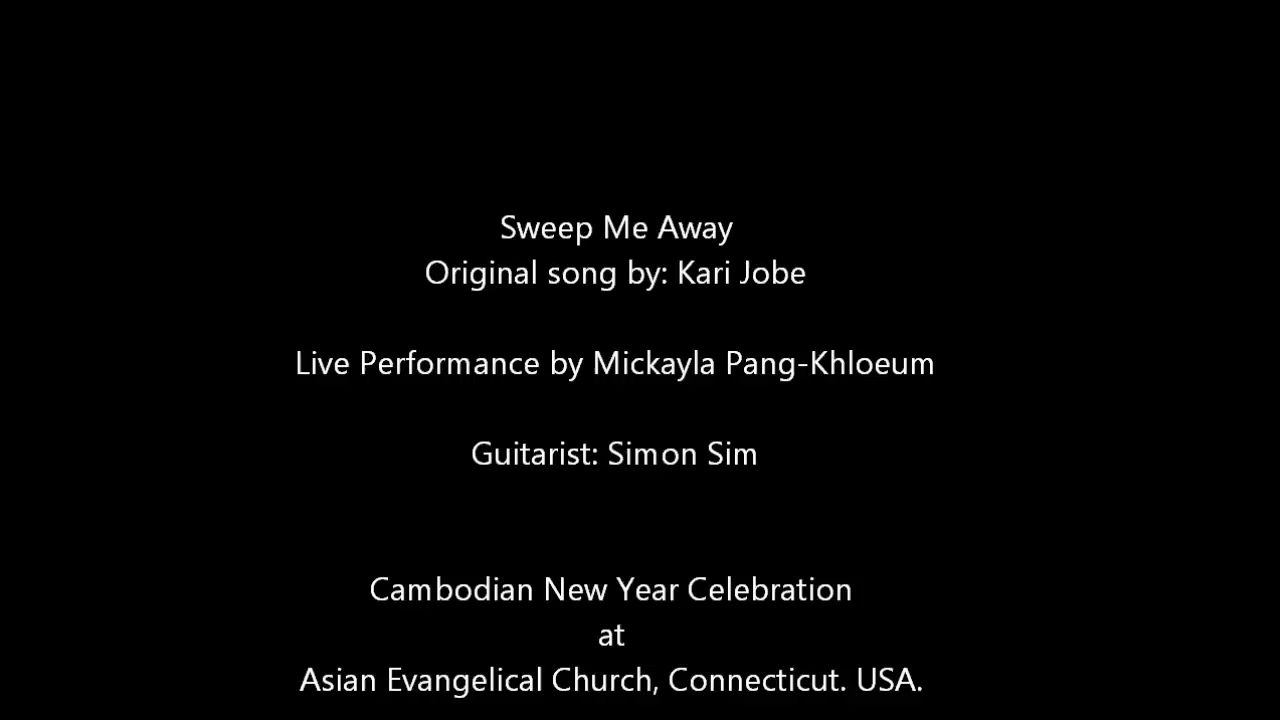 Sweep Me Away
Original song by: Kari Jobe
Live Performance by Mickayla Pang-Khloeum
Guitarist: Simon Sim
Cambodian New Year Celebration
at
Asian Evangelical Church, Connecticut. USA.